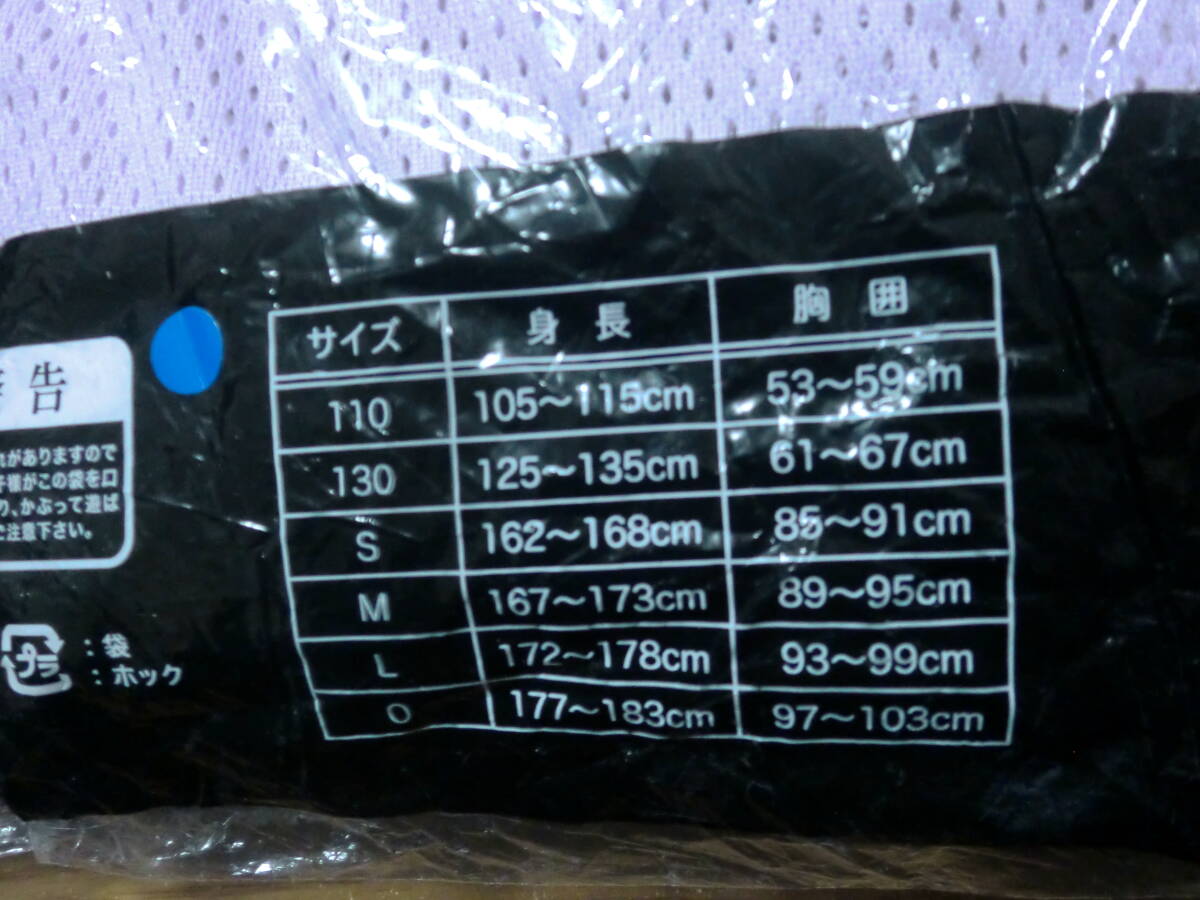 告
れがありますので
子様がこの袋を口
り、かぶって遊ば
ご注意下さい。
プラ
：袋
：ホック
サイズ 身長 胸囲
110 105～115cm 53～59cm
130 125～135cm 61～67cm
S 162～168cm 85～91cm
M 167～173cm 89～95cm
L 172～178cm 93～99cm
O 177～183cm 97～103cm